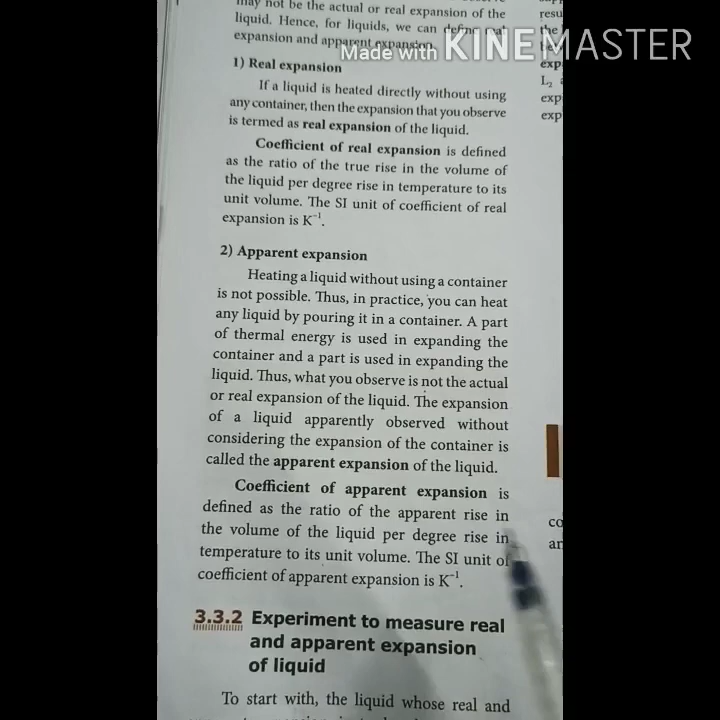 may not be the actual or real expansion of the
liquid. Hence, for liquids, we can define real
expansion and apparent expansion.
Made with KINEMASTER
1) Real expansion
If a liquid is heated directly without using
any container, then the expansion that you observe
is termed as real expansion of the liquid.
Coefficient of real expansion is defined
as the ratio of the true rise in the volume of
the liquid per degree rise in temperature to its
unit volume. The SI unit of coefficient of real
expansion is K⁻¹.
2) Apparent expansion
Heating a liquid without using a container
is not possible. Thus, in practice, you can heat
any liquid by pouring it in a container. A part
of thermal energy is used in expanding the
container and a part is used in expanding the
liquid. Thus, what you observe is not the actual
or real expansion of the liquid. The expansion
of a liquid apparently observed without
considering the expansion of the container is
called the apparent expansion of the liquid.
Coefficient of apparent expansion is
defined as the ratio of the apparent rise in
the volume of the liquid per degree rise in
temperature to its unit volume. The SI unit of
coefficient of apparent expansion is K⁻¹.
3.3.2 Experiment to measure real
and apparent expansion
of liquid
To start with, the liquid whose real and
resu
the
exp
L₂
exp
exp
co
an